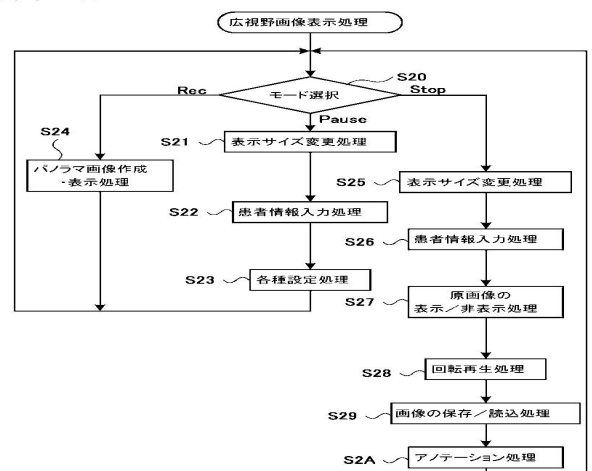 広視野画像表示処理
S20
モード選択
Rec
Stop
Pause
S24
パノラマ画像作成
・表示処理
S21
表示サイズ変更処理
S22
患者情報入力処理
S23
各種設定処理
S25
表示サイズ変更処理
S26
患者情報入力処理
S27
原画像の
表示／非表示処理
S28
回転再生処理
S29
画像の保存／読込処理
S2A
アノテーション処理